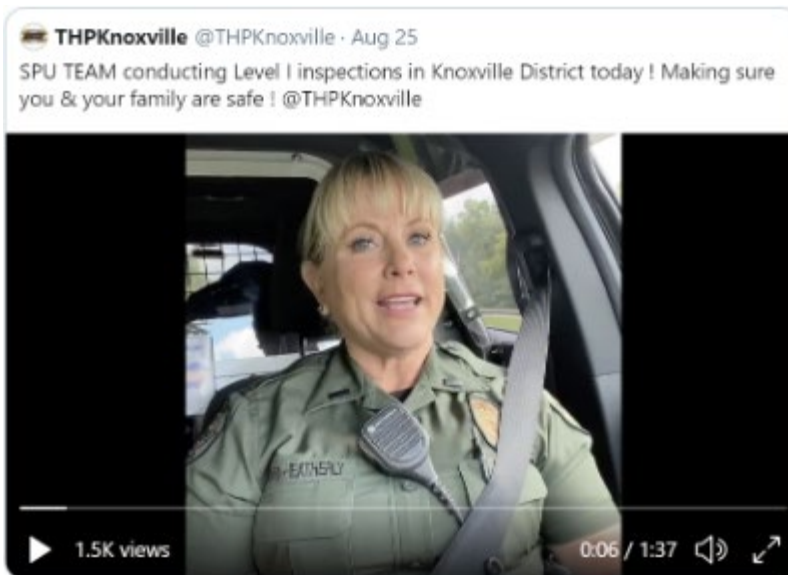 THPKnoxville @THPKnoxville · Aug 25
SPU TEAM conducting Level I inspections in Knoxville District today ! Making sure
you & your family are safe ! @THPKnoxville
1.5K views
0:06 / 1:37